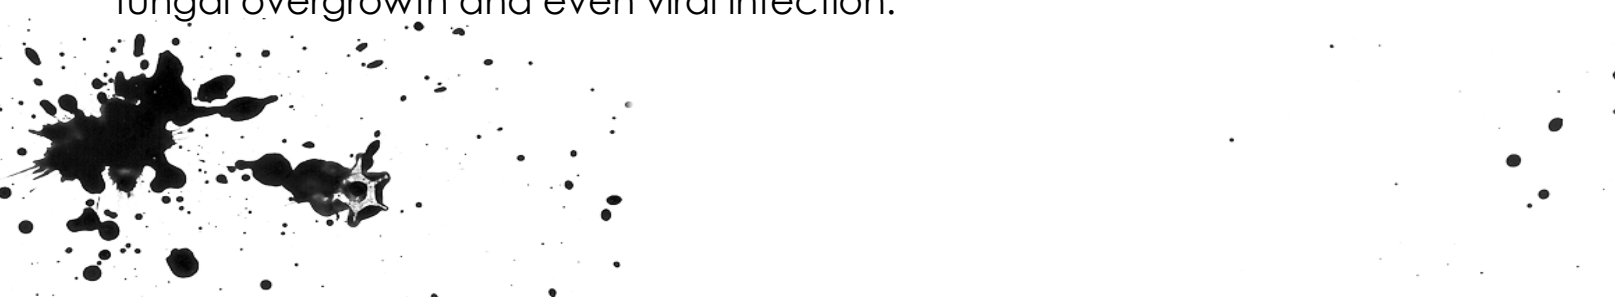 fungal overgrowth and even viral infection.